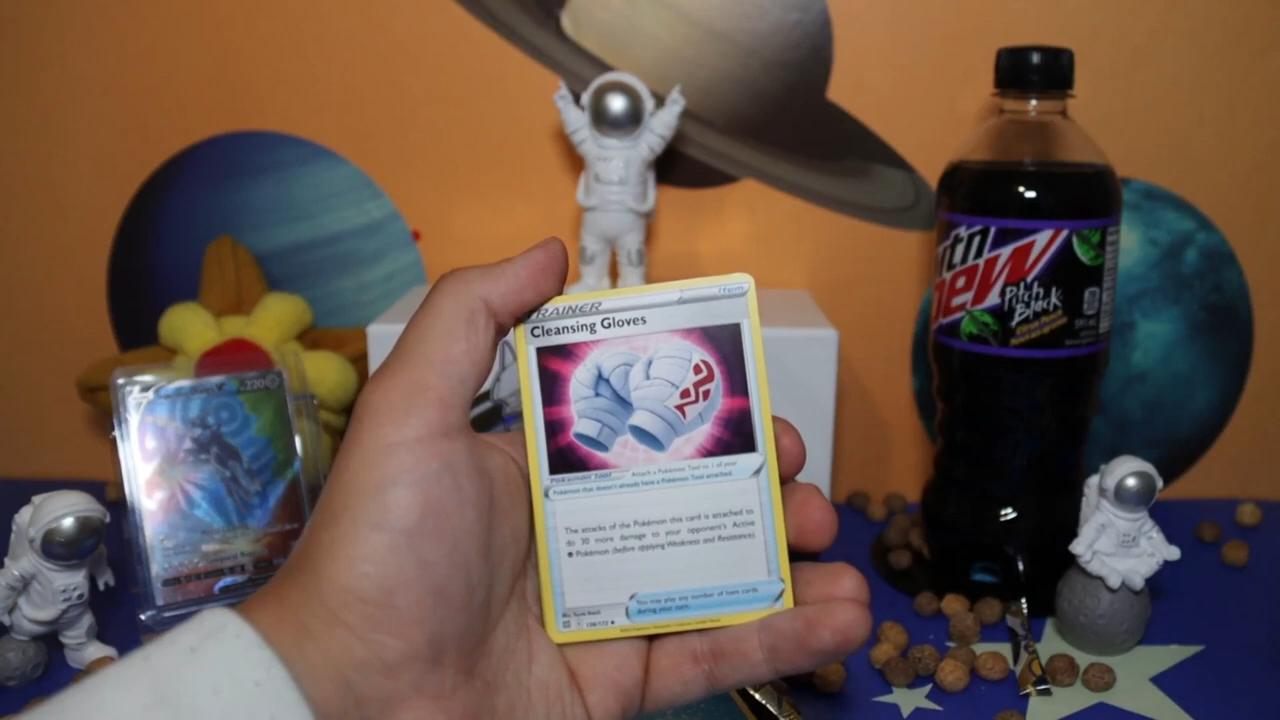 TRAINER
Item
Cleansing Gloves
Pokémon Tool Attach a Pokémon Tool to 1 of your
Pokémon that doesn't already have a Pokémon Tool attached.
The attacks of the Pokémon this card is attached to
do 30 more damage to your opponent's Active
Pokémon (before applying Weakness and Resistance).
You may play any number of Item cards
during your turn.
136/172
220
mtn
Dew
Pitch
Black
Citrus Punch